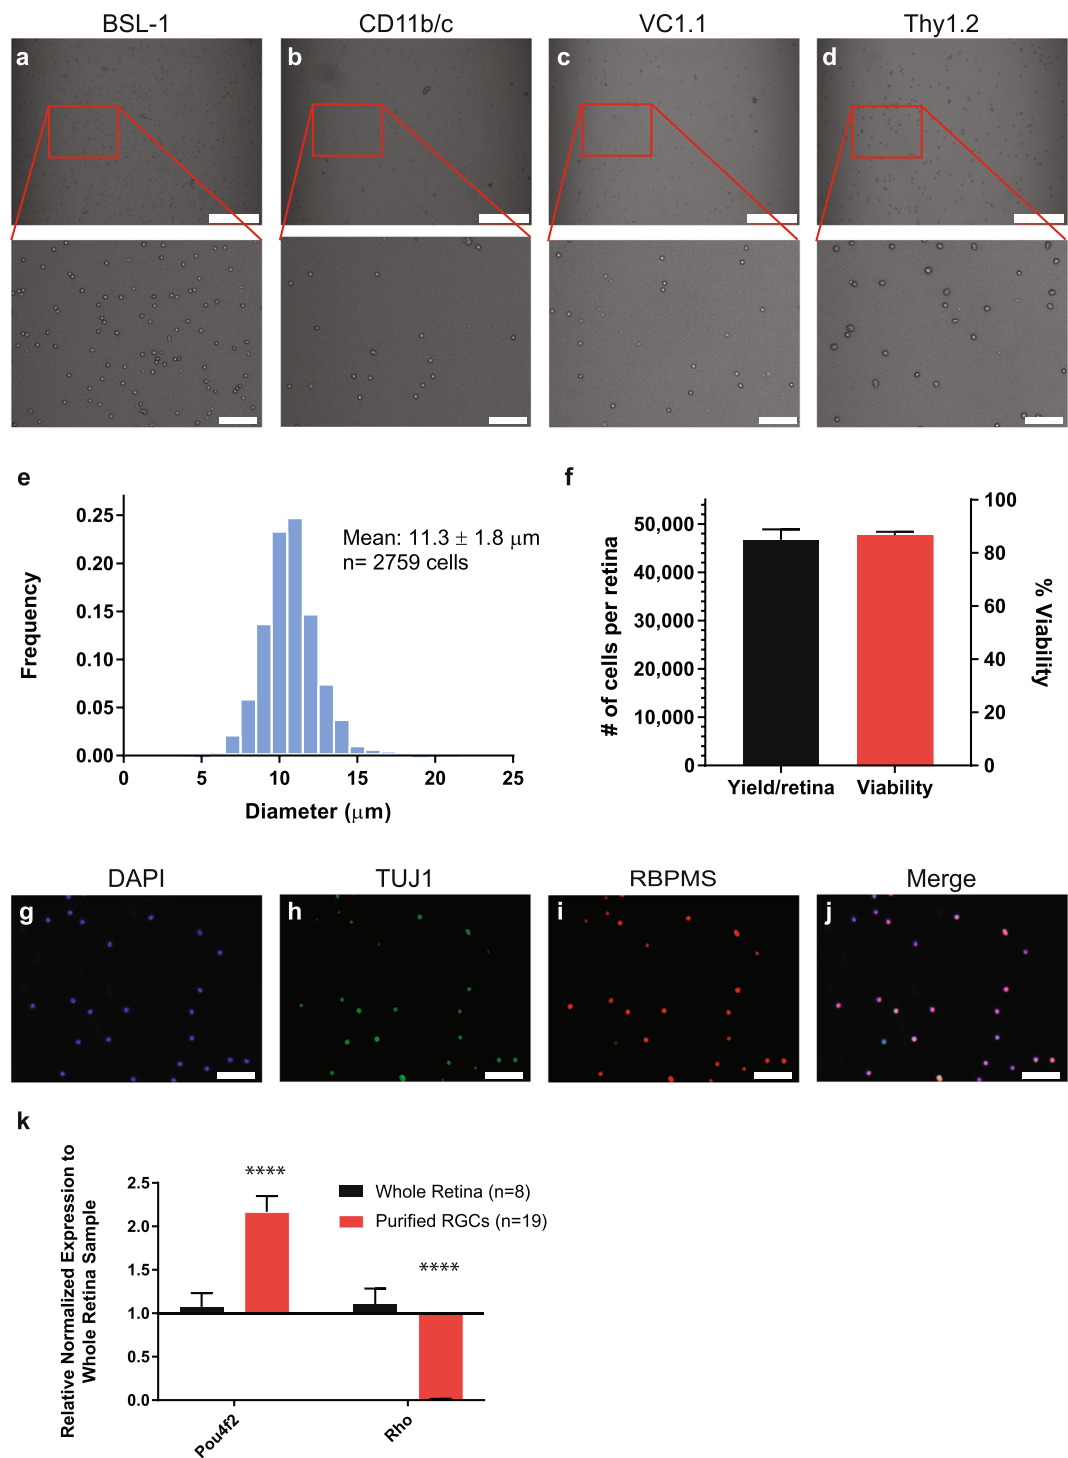 BSL-1 CD11b/c VC1.1 Thy1.2
a b c d
e f
0.25
0.20
0.15
0.10
0.05
0.00
Frequency
Mean: 11.3 ± 1.8 μm
n= 2759 cells
0 5 10 15 20 25
Diameter (μm)
50,000
40,000
30,000
20,000
10,000
0
# of cells per retina
100
80
60
40
20
0
% Viability
Yield/retina Viability
DAPI TUJ1 RBPMS Merge
g h i j
k
Relative Normalized Expression to
Whole Retina Sample
2.5
2.0
1.5
1.0
0.5
0.0
****
****
Whole Retina (n=8)
Purified RGCs (n=19)
Pou4f2 Rho